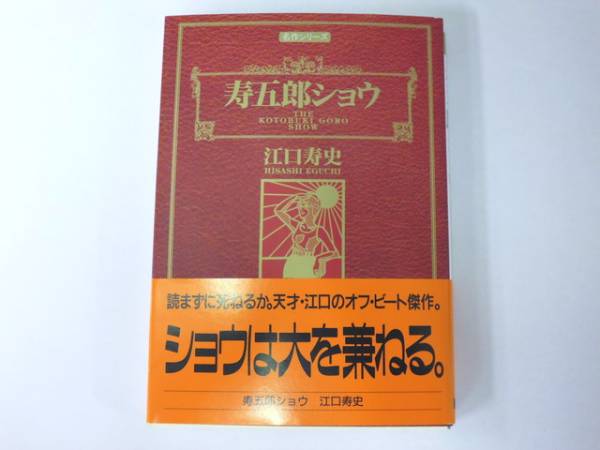 名作シリーズ
寿五郎ショウ
THE
KOTOBUKI GORO
SHOW
江口寿史
HISASHI EGUCHI
読まずに死ねるか。天才・江口のオフ・ビート傑作。
ショウは大を兼ねる。
寿五郎ショウ 江口寿史